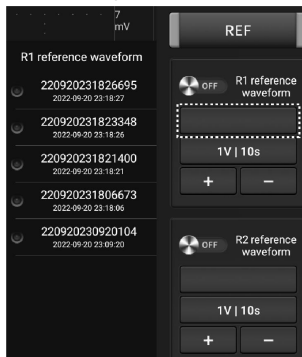 7
mV
R1 reference waveform
220920231826695
2022-09-20 23:18:27
220920231823348
2022-09-20 23:18:26
220920231821400
2022-09-20 23:18:21
220920231806673
2022-09-20 23:18:06
220920230920104
2022-09-20 23:09:20
REF
OFF
R1 reference
waveform
1V | 10s
+ −
OFF
R2 reference
waveform
1V | 10s
+ −